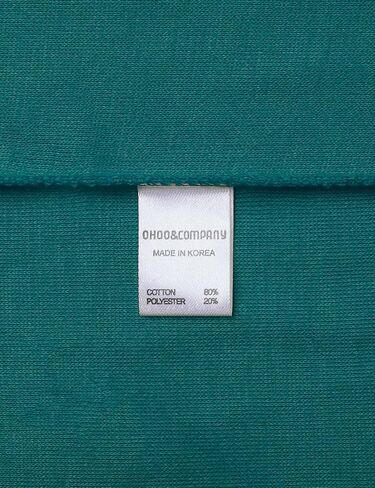 OHOO&COMPANY
MADE IN KOREA
COTTON 80%
POLYESTER 20%